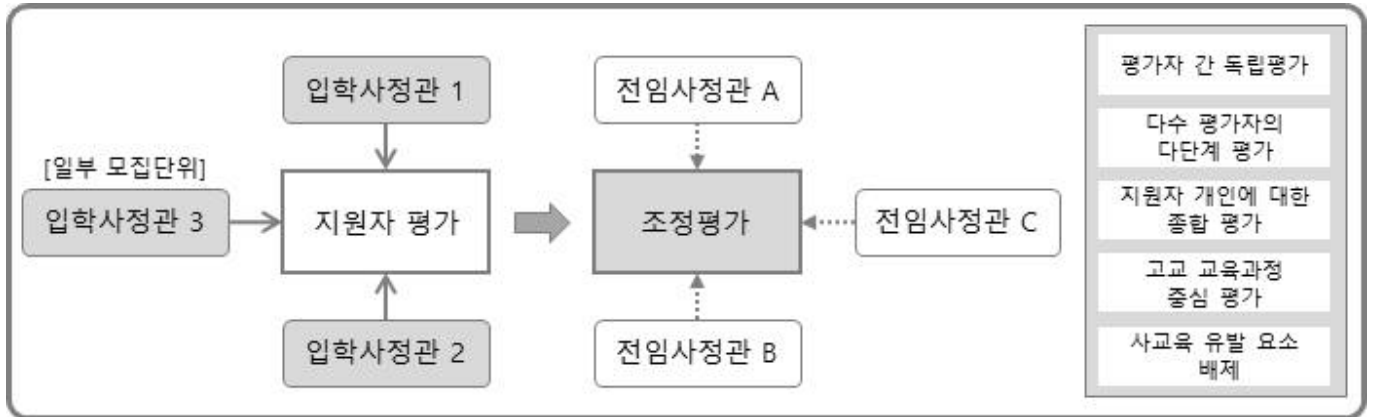 입학사정관 1
전임사정관 A
[일부 모집단위]
입학사정관 3
지원자 평가
조정평가
전임사정관 C
입학사정관 2
전임사정관 B
평가자 간 독립평가
다수 평가자의
다단계 평가
지원자 개인에 대한
종합 평가
고교 교육과정
중심 평가
사교육 유발 요소
배제